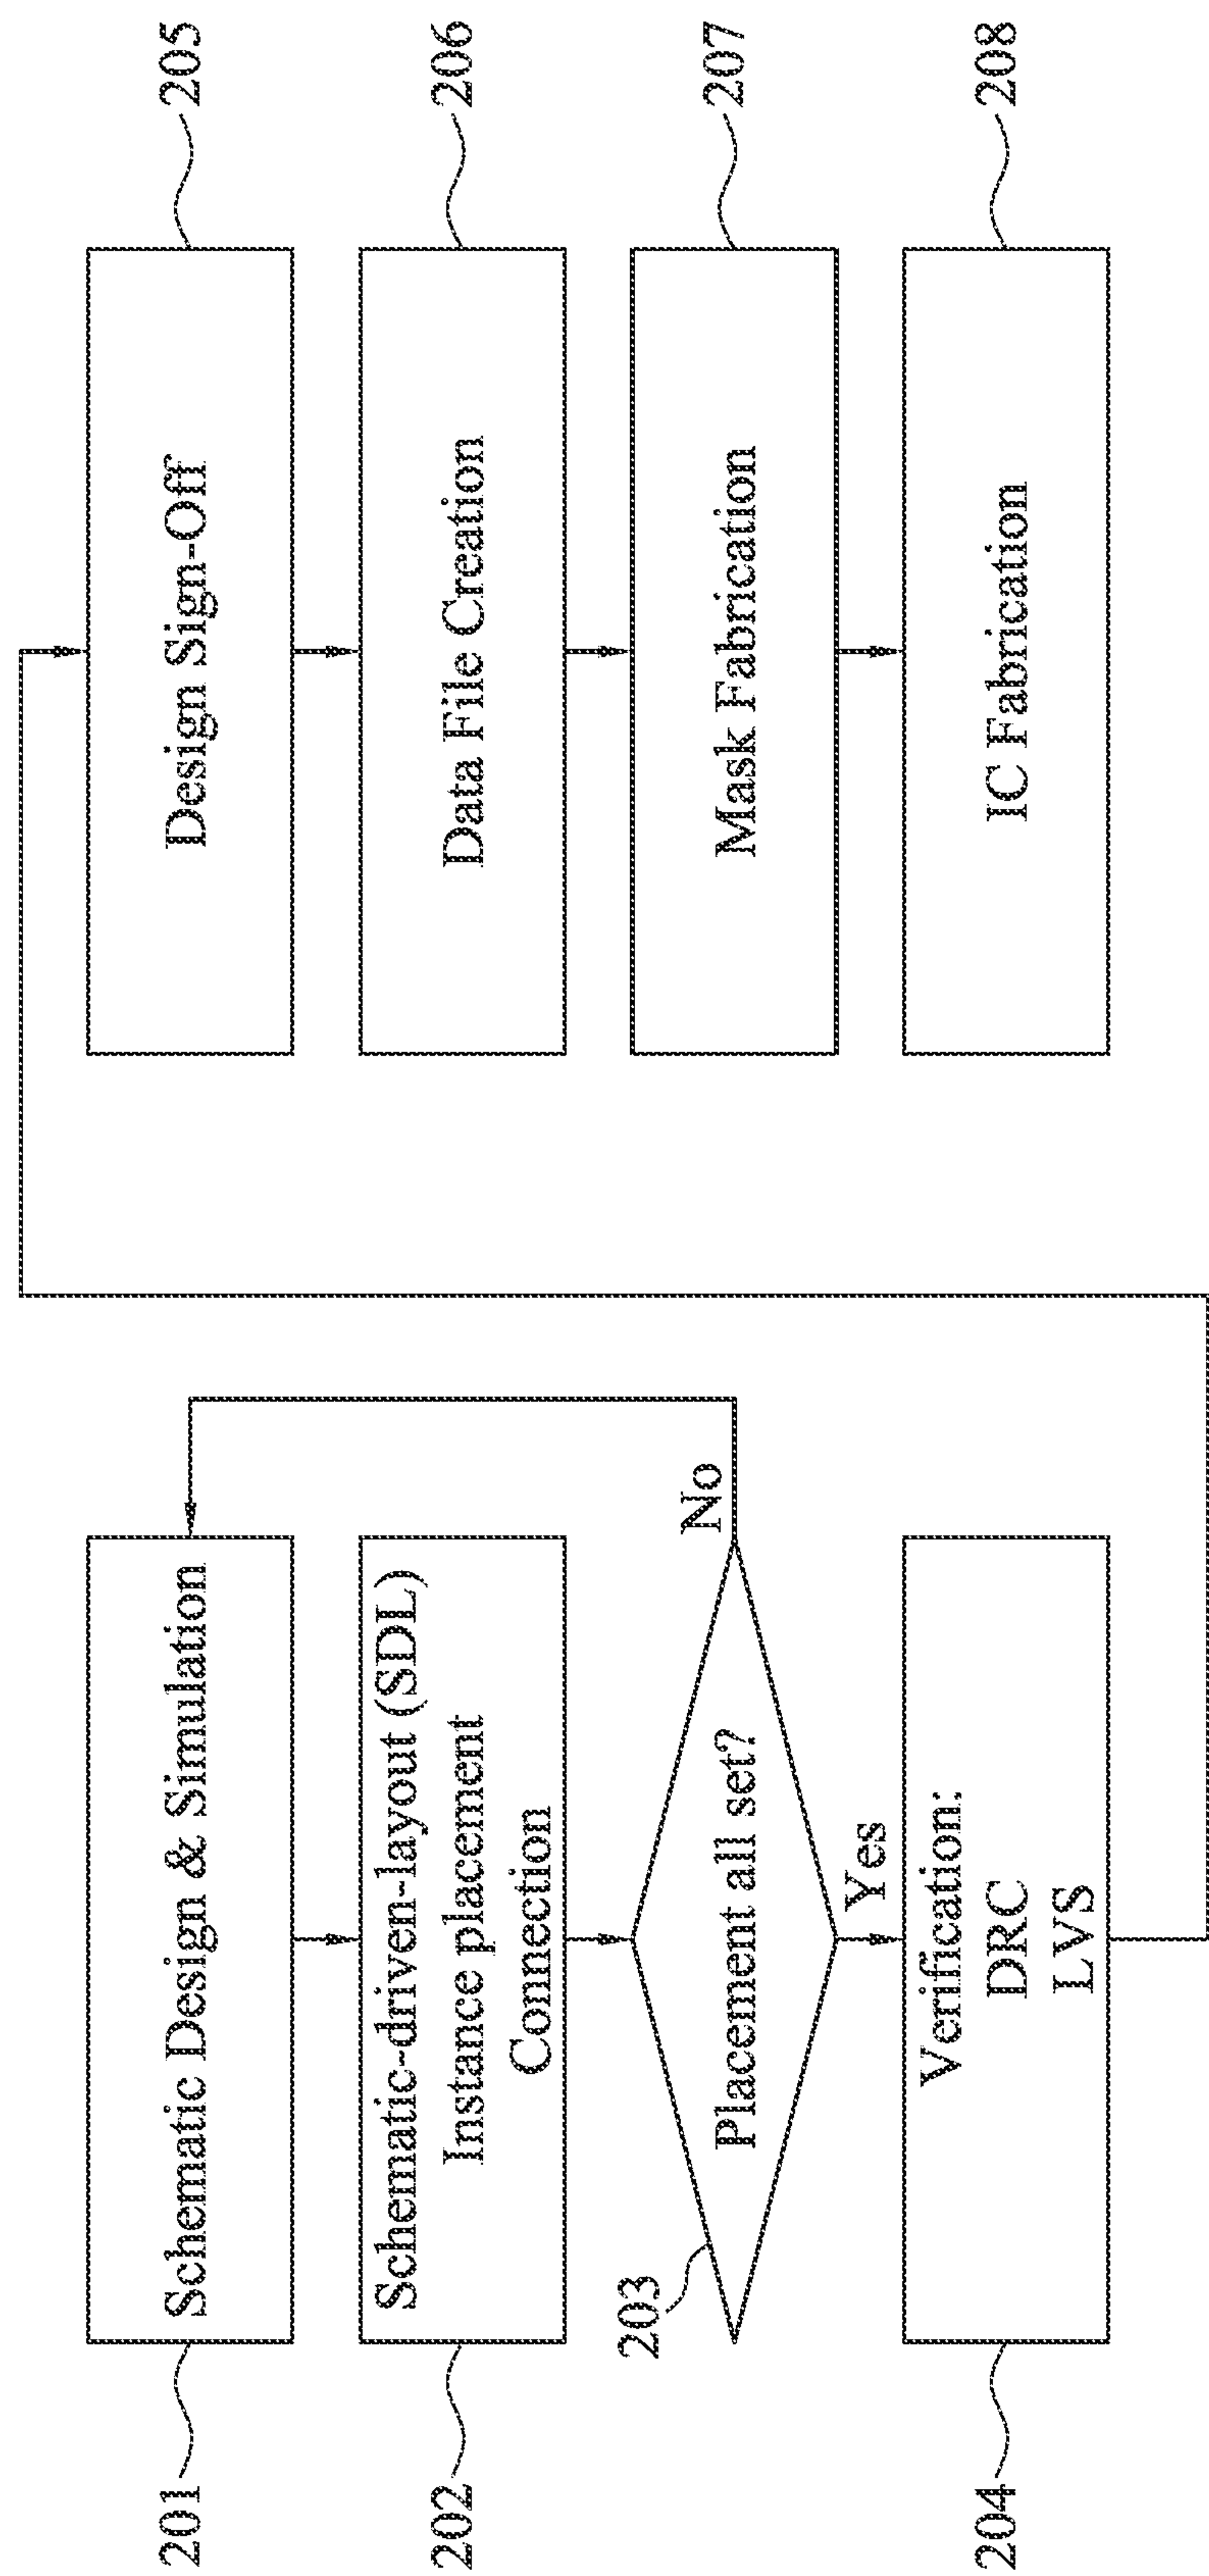 201
Schematic Design & Simulation
202
Schematic-driven-layout (SDL)
Instance placement
Connection
203
Placement all set?
No
Yes
204
Verification:
DRC
LVS
Design Sign-Off
205
Data File Creation
206
Mask Fabrication
207
IC Fabrication
208